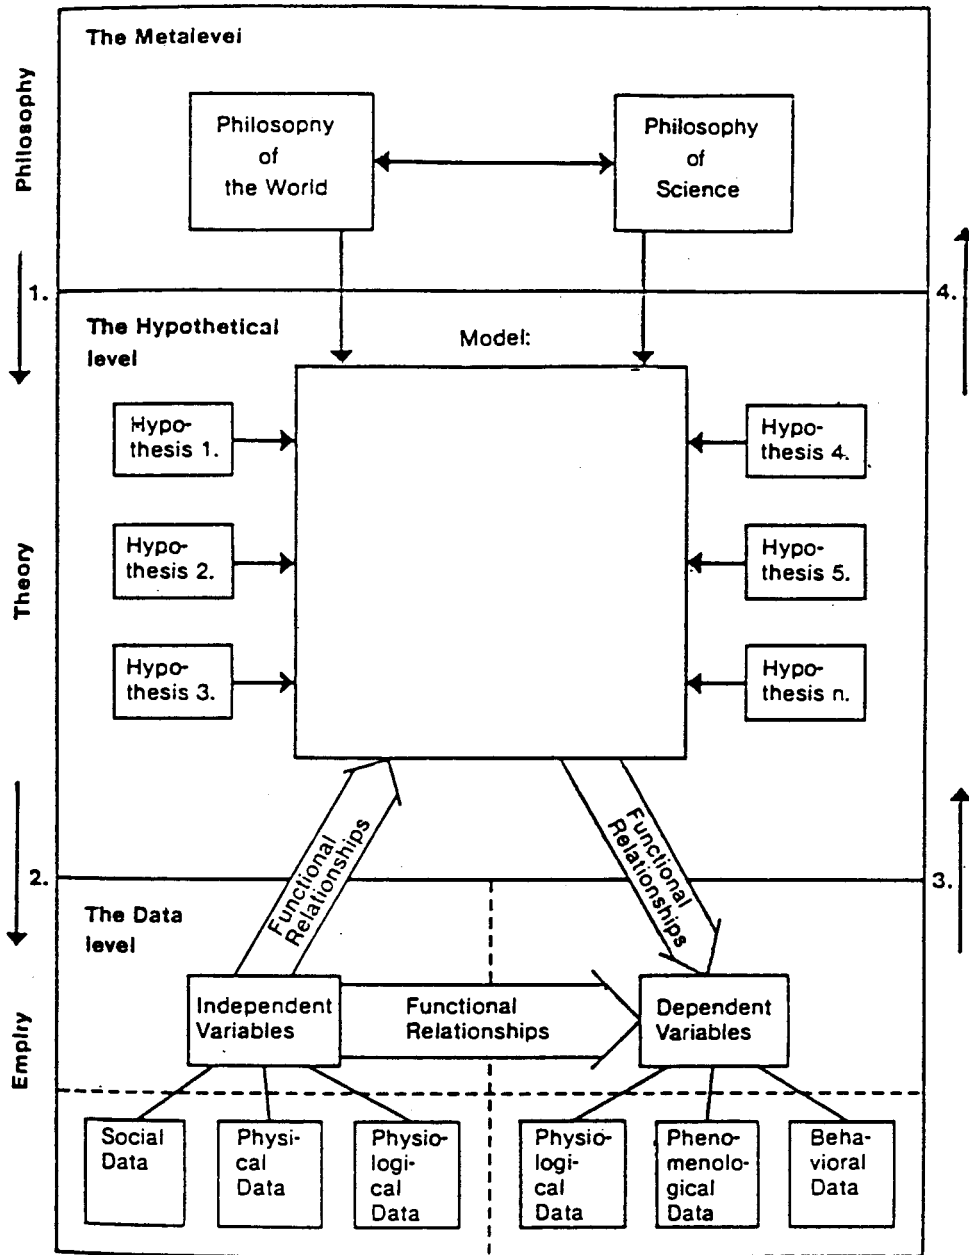 The Metalevel
Philosophy
Philosopny
of
the World
Philosophy
of
Science
1.
4.
The Hypothetical
level
Model:
Hypo-
thesis 1.
Hypo-
thesis 4.
Theory
Hypo-
thesis 2.
Hypo-
thesis 5.
Hypo-
thesis 3.
Hypo-
thesis n.
Functional
Relationships
Functional
Relationships
2.
3.
The Data
level
Empiry
Independent
Variables
Functional
Relationships
Dependent
Variables
Social
Data
Physi-
cal
Data
Physio-
logi-
cal
Data
Physio-
logi-
cal
Data
Pheno-
menolo-
gical
Data
Beha-
vioral
Data